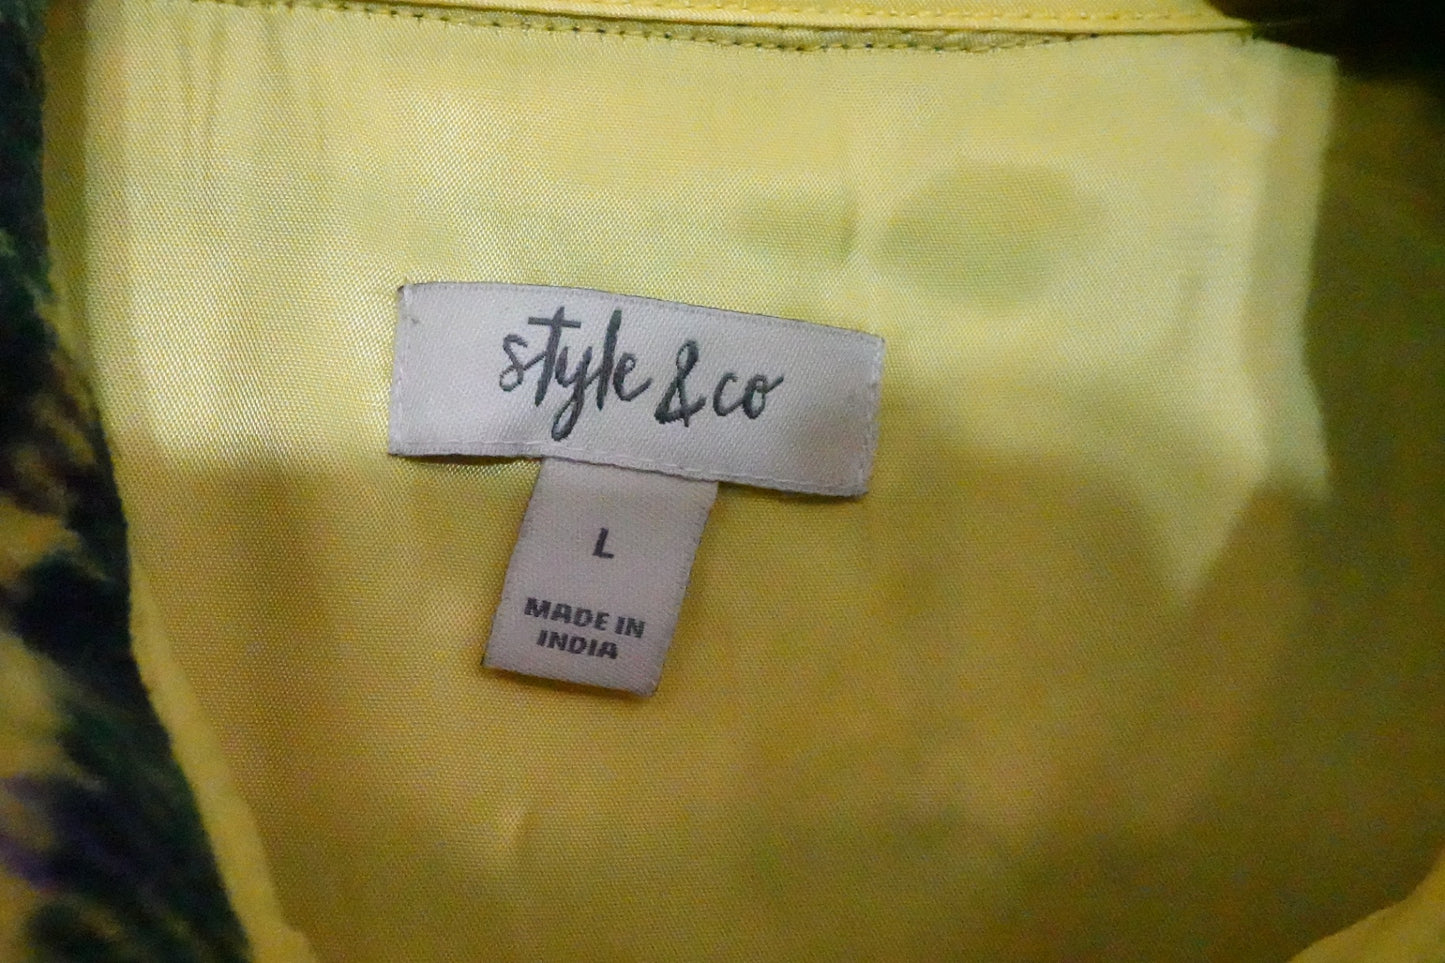 style & co
L
MADE IN
INDIA